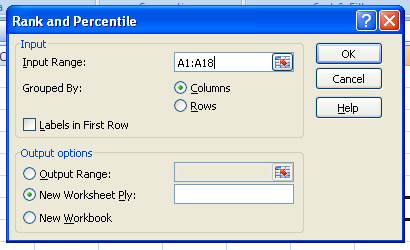 Rank and Percentile
Input
Input Range:
A1:A18
OK
Cancel
Help
Grouped By:
Columns
Rows
Labels in First Row
Output options
Output Range:
New Worksheet Ply:
New Workbook